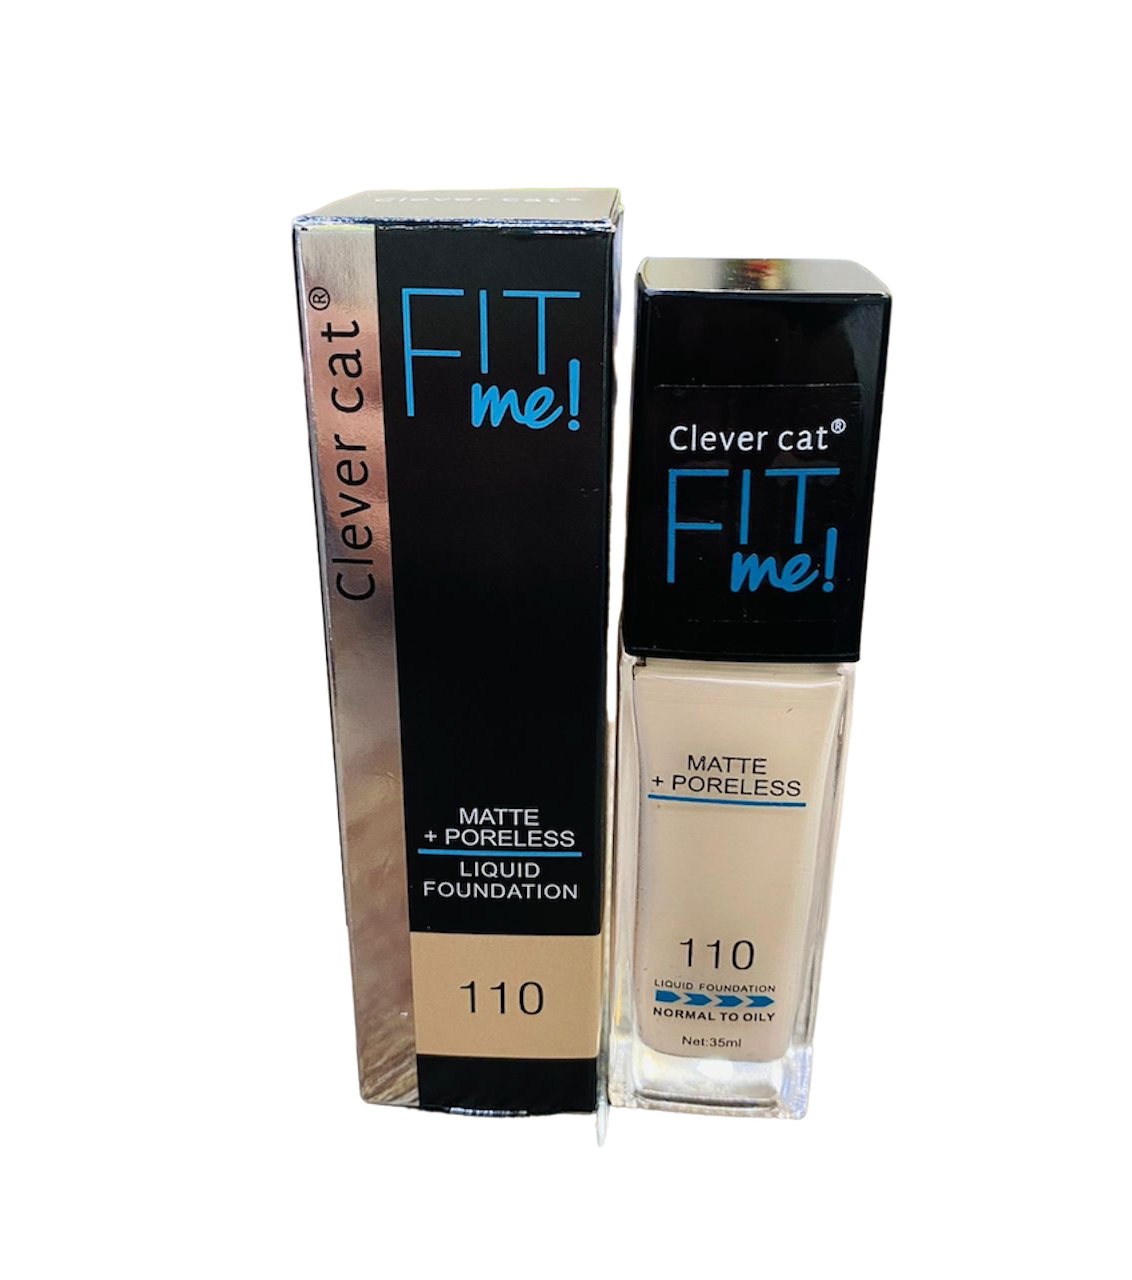 Clever cat®
Clever cat®
FIT
me!
MATTE
+ PORELESS
LIQUID
FOUNDATION
110
Clever cat®
FIT
me!
MATTE
+ PORELESS
110
LIQUID FOUNDATION
NORMAL TO OILY
Net:35ml